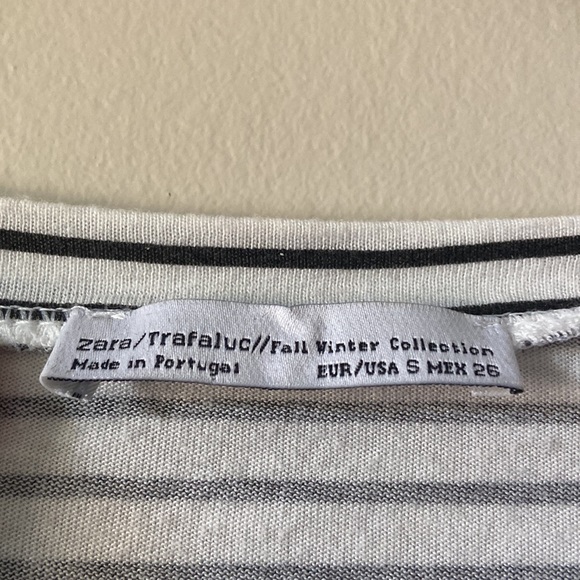 Zara/Trafaluc//Fall Winter Collection
Made in Portugal EUR/USA S MEX 26